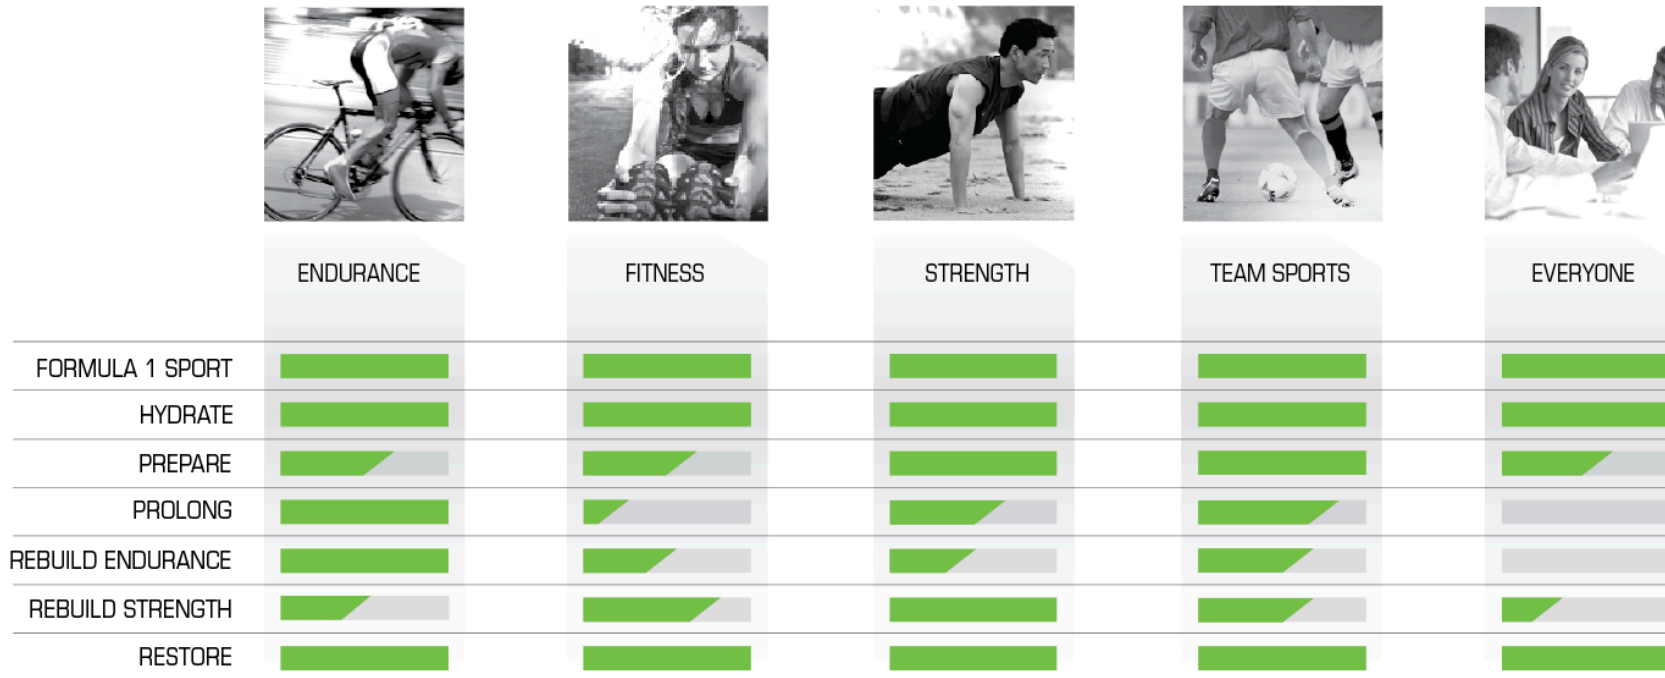 ENDURANCE
FITNESS
STRENGTH
TEAM SPORTS
EVERYONE
FORMULA 1 SPORT
HYDRATE
PREPARE
PROLONG
REBUILD ENDURANCE
REBUILD STRENGTH
RESTORE